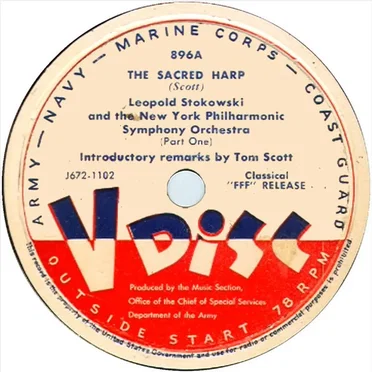 ARMY — NAVY — MARINE CORPS — COAST GUARD
896A
THE SACRED HARP
(Scott)
Leopold Stokowski
and the New York Philharmonic
Symphony Orchestra
(Part One)
Introductory remarks by Tom Scott
J672-1102
Classical
"FFF" RELEASE
V DISC
Produced by the Music Section,
Office of the Chief of Special Services
Department of the Army
OUTSIDE START 78 RPM
This record is the property of the United States Government and use for radio or commercial purposes is prohibited